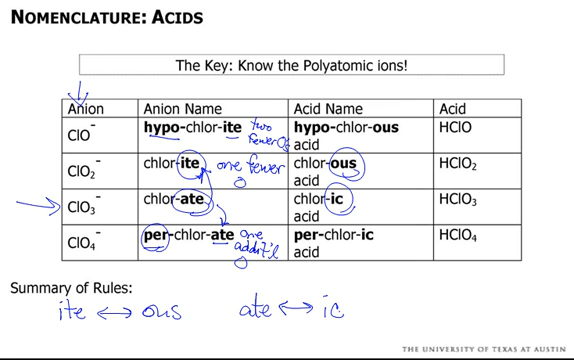 NOMENCLATURE: ACIDS
The Key: Know the Polyatomic ions!
Anion Anion Name Acid Name Acid
ClO⁻ hypo-chlor-ite two fewer O's hypo-chlor-ous acid HClO
ClO₂⁻ chlor-ite one fewer O chlor-ous acid HClO₂
ClO₃⁻ chlor-ate chlor-ic acid HClO₃
ClO₄⁻ per-chlor-ate one addit'l O per-chlor-ic acid HClO₄
Summary of Rules:
ite ↔ ous ate ↔ ic
THE UNIVERSITY OF TEXAS AT AUSTIN